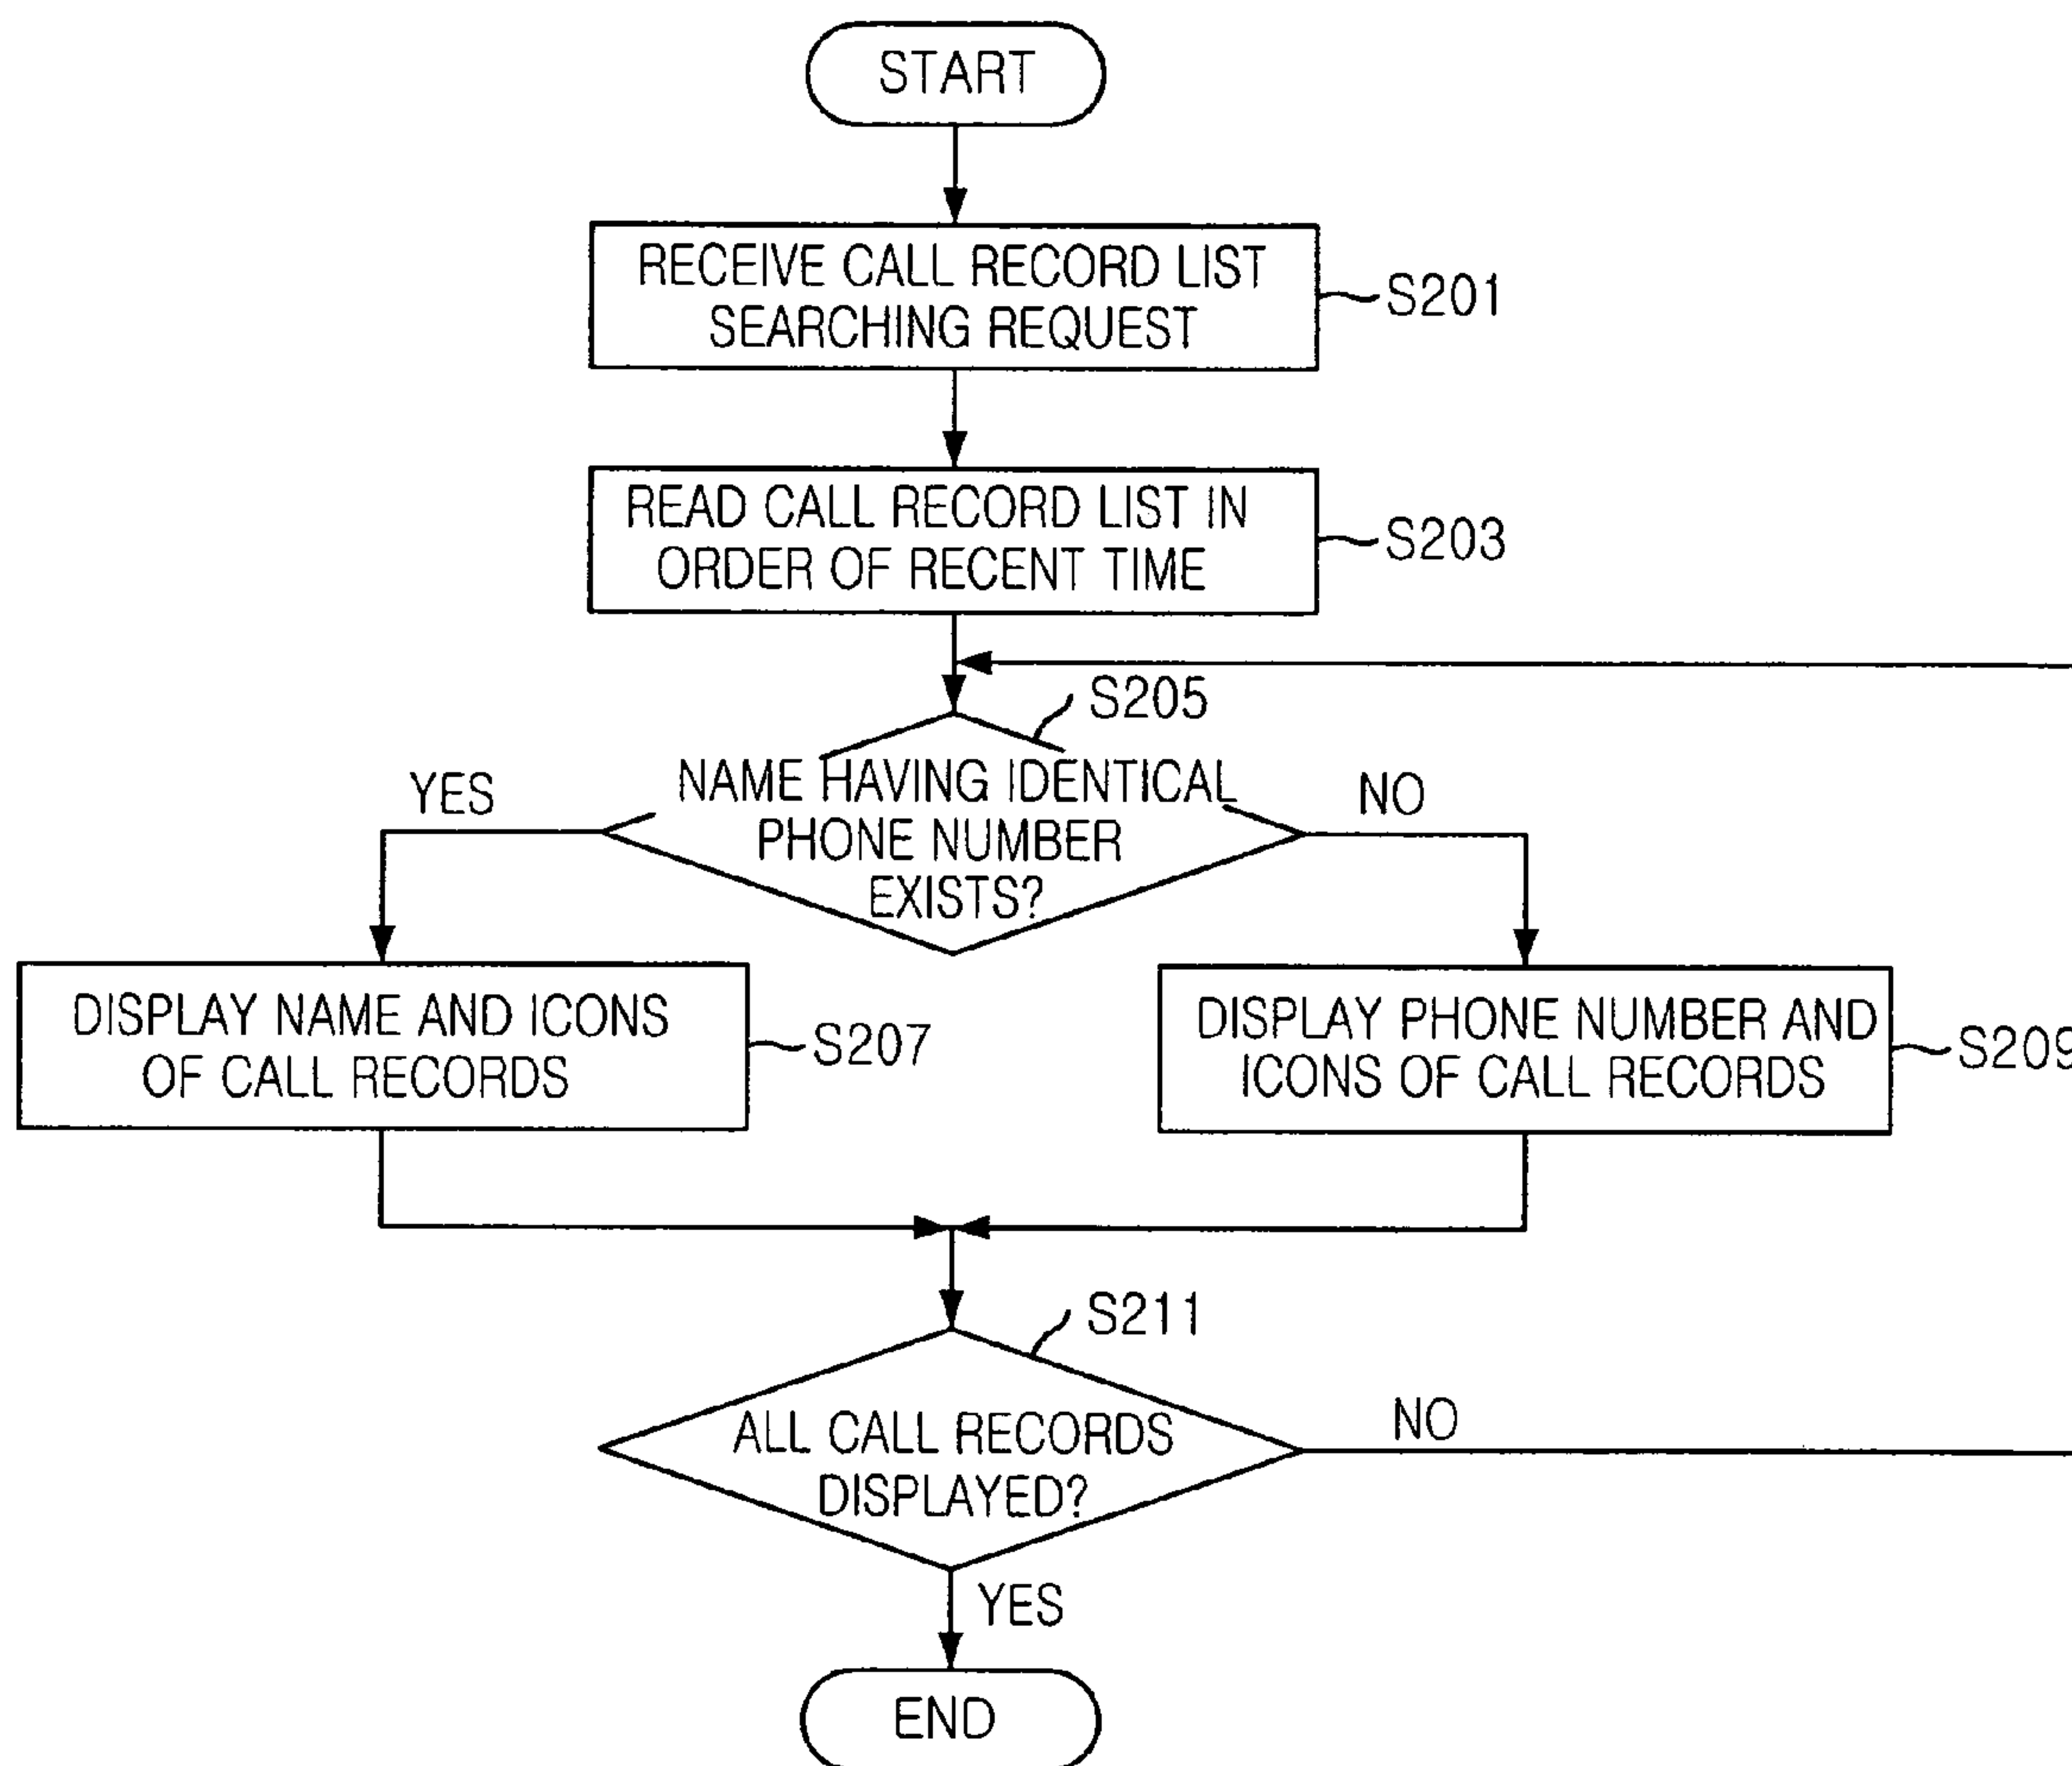 START
RECEIVE CALL RECORD LIST
SEARCHING REQUEST
S201
READ CALL RECORD LIST IN
ORDER OF RECENT TIME
S203
S205
NAME HAVING IDENTICAL
PHONE NUMBER
EXISTS?
YES
NO
DISPLAY NAME AND ICONS
OF CALL RECORDS
S207
DISPLAY PHONE NUMBER AND
ICONS OF CALL RECORDS
S209
S211
ALL CALL RECORDS
DISPLAYED?
NO
YES
END